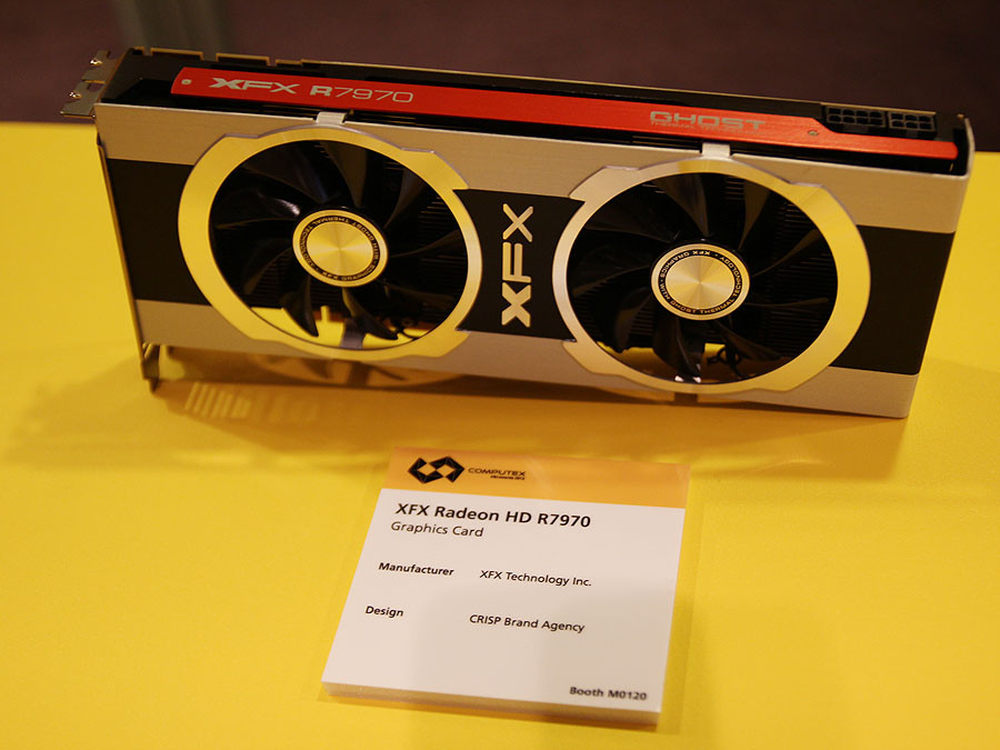 XFX R7970
GHOST
XFX
COMPUTEX
XFX Radeon HD R7970
Graphics Card
Manufacturer XFX Technology Inc.
Design CRISP Brand Agency
Booth M0120